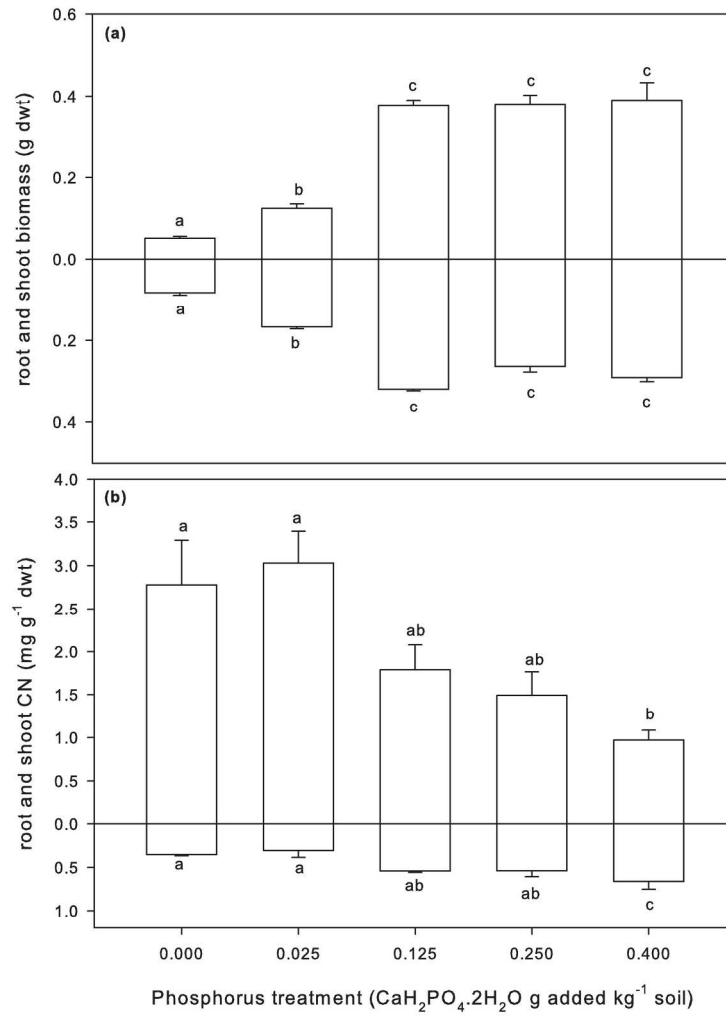 (a)
root and shoot biomass (g dwt)
0.6
0.4
0.2
0.0
0.2
0.4
a
b
c
c
c
a
b
c
c
c
(b)
root and shoot CN (mg g⁻¹ dwt)
4.0
3.5
3.0
2.5
2.0
1.5
1.0
0.5
0.0
0.5
1.0
a
a
ab
ab
b
a
a
ab
ab
c
0.000 0.025 0.125 0.250 0.400
Phosphorus treatment (CaH₂PO₄.2H₂O g added kg⁻¹ soil)